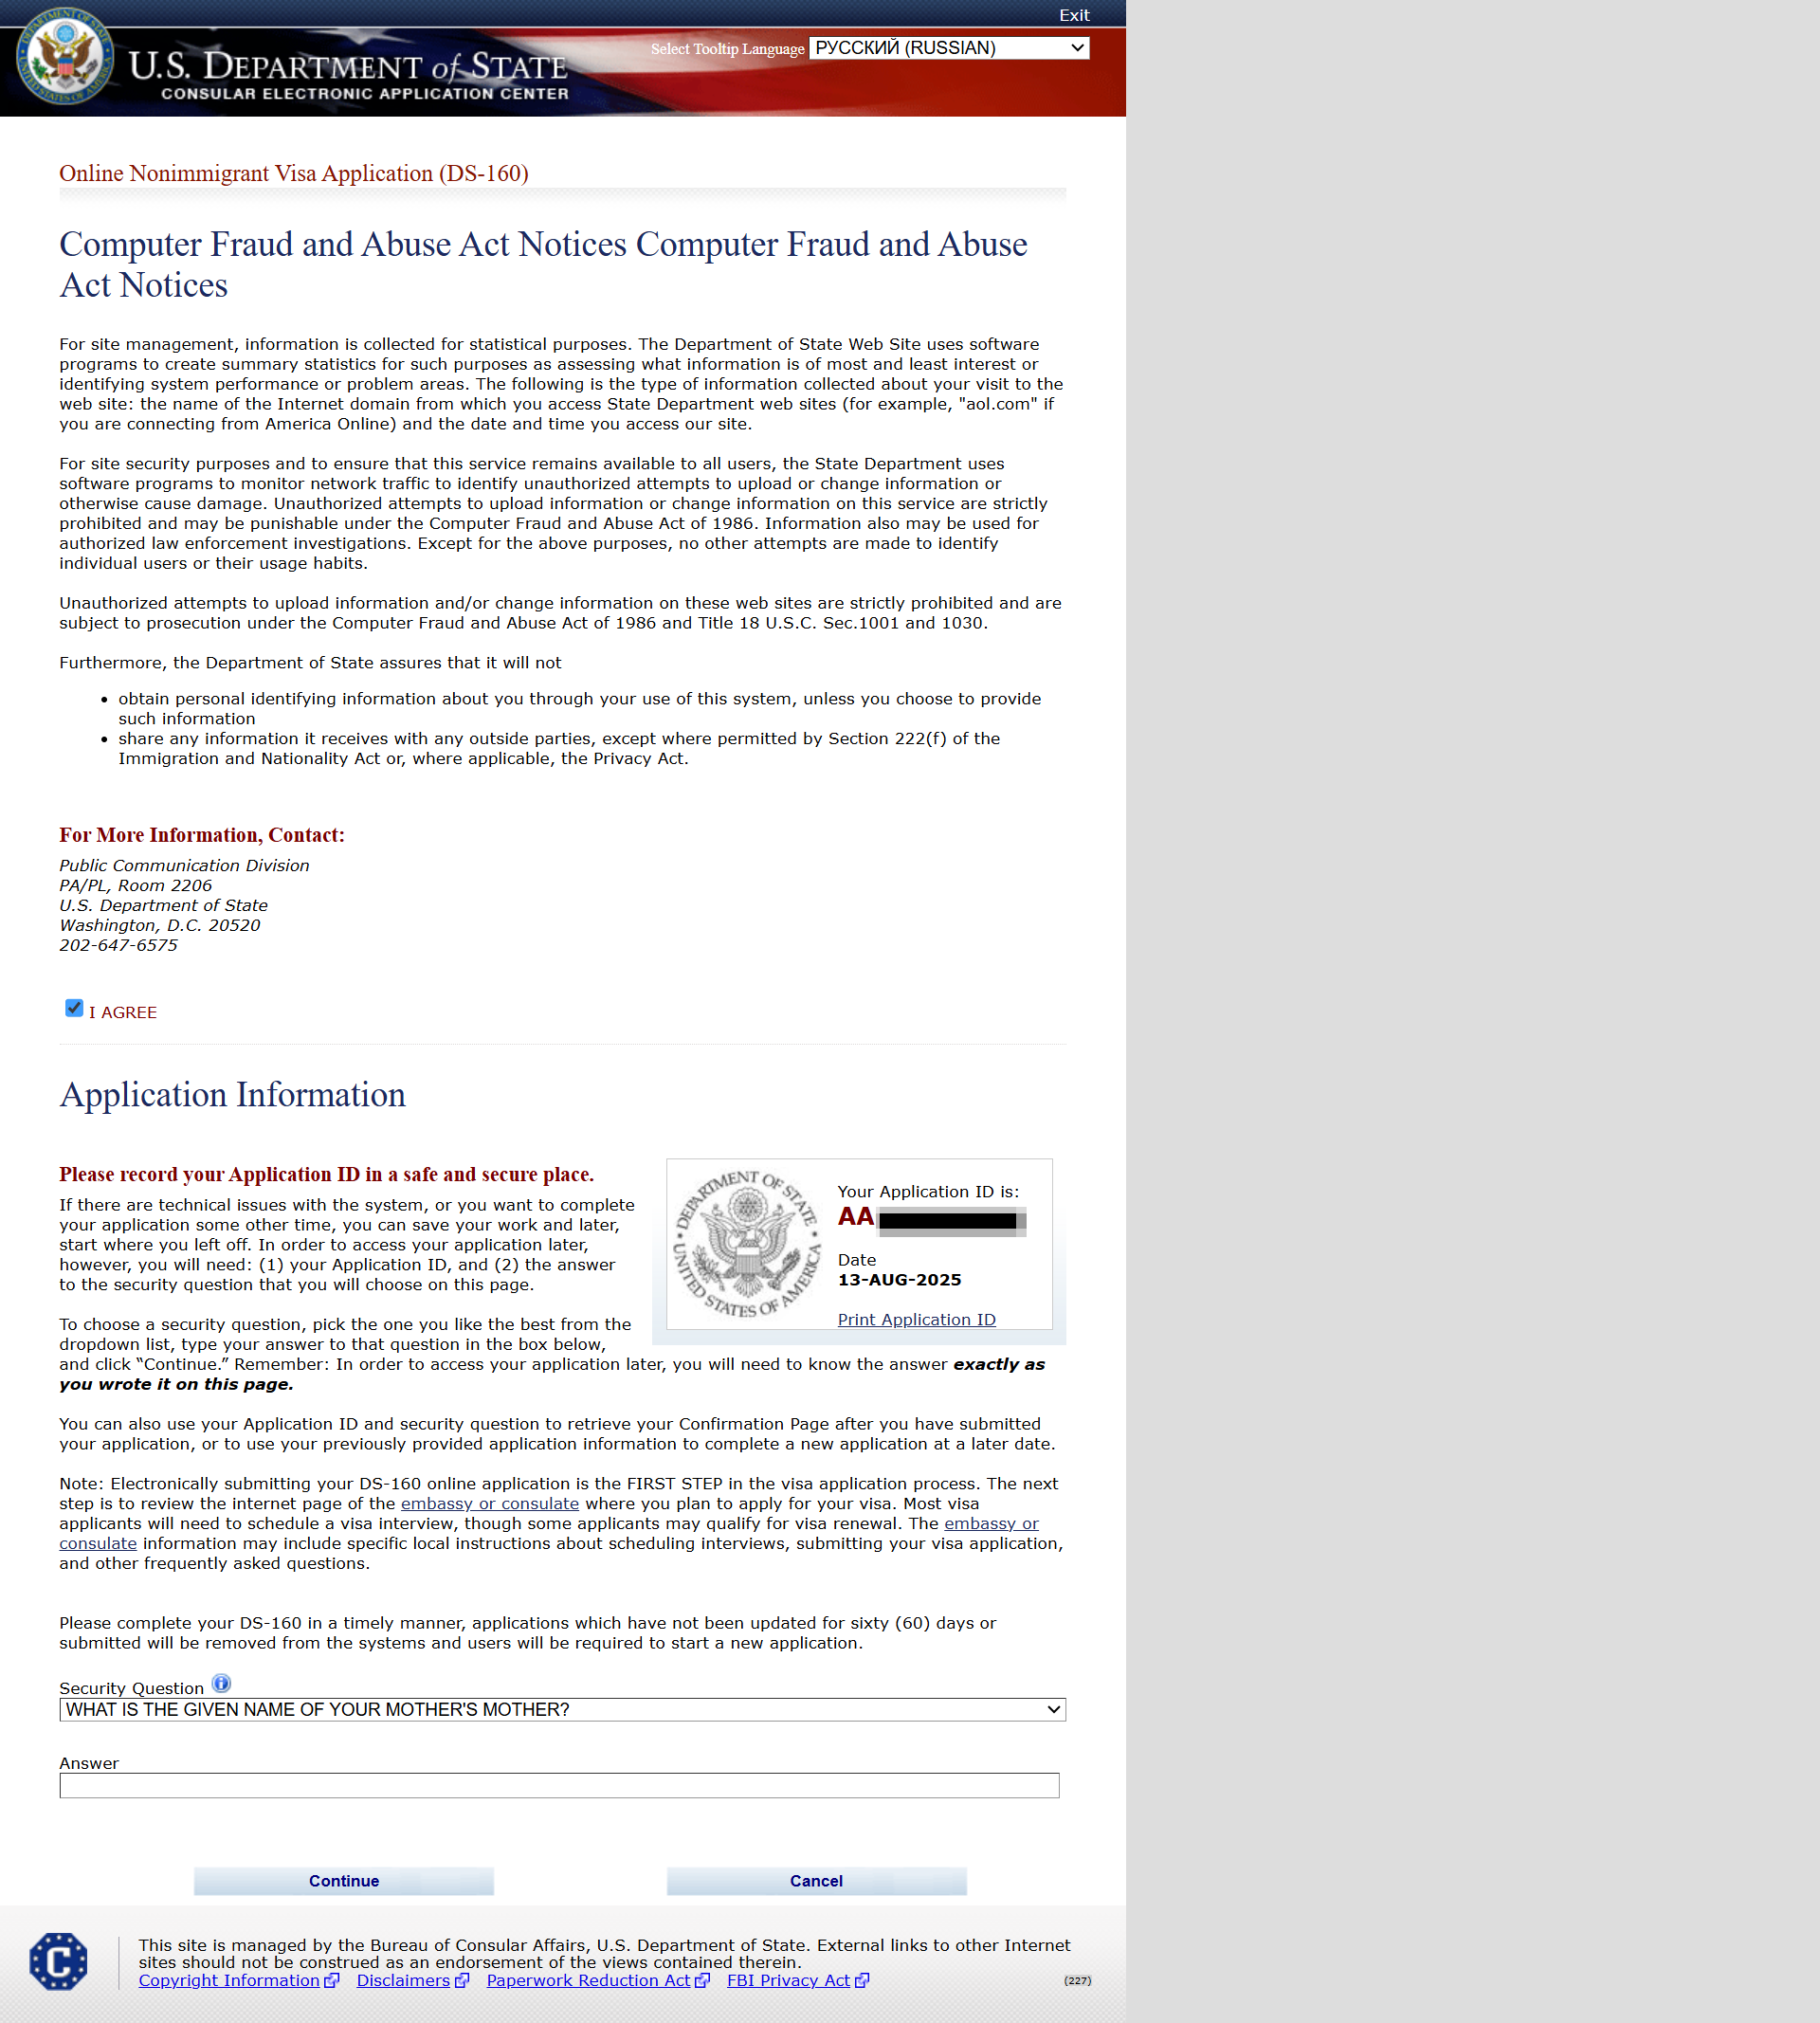 Exit
U.S. DEPARTMENT of STATE
CONSULAR ELECTRONIC APPLICATION CENTER
Select Tooltip Language РУССКИЙ (RUSSIAN)
Online Nonimmigrant Visa Application (DS-160)
Computer Fraud and Abuse Act Notices Computer Fraud and Abuse
Act Notices
For site management, information is collected for statistical purposes. The Department of State Web Site uses software
programs to create summary statistics for such purposes as assessing what information is of most and least interest or
identifying system performance or problem areas. The following is the type of information collected about your visit to the
web site: the name of the Internet domain from which you access State Department web sites (for example, "aol.com" if
you are connecting from America Online) and the date and time you access our site.
For site security purposes and to ensure that this service remains available to all users, the State Department uses
software programs to monitor network traffic to identify unauthorized attempts to upload or change information or
otherwise cause damage. Unauthorized attempts to upload information or change information on this service are strictly
prohibited and may be punishable under the Computer Fraud and Abuse Act of 1986. Information also may be used for
authorized law enforcement investigations. Except for the above purposes, no other attempts are made to identify
individual users or their usage habits.
Unauthorized attempts to upload information and/or change information on these web sites are strictly prohibited and are
subject to prosecution under the Computer Fraud and Abuse Act of 1986 and Title 18 U.S.C. Sec.1001 and 1030.
Furthermore, the Department of State assures that it will not
• obtain personal identifying information about you through your use of this system, unless you choose to provide
such information
• share any information it receives with any outside parties, except where permitted by Section 222(f) of the
Immigration and Nationality Act or, where applicable, the Privacy Act.
For More Information, Contact:
Public Communication Division
PA/PL, Room 2206
U.S. Department of State
Washington, D.C. 20520
202-647-6575
I AGREE
Application Information
Please record your Application ID in a safe and secure place.
If there are technical issues with the system, or you want to complete
your application some other time, you can save your work and later,
start where you left off. In order to access your application later,
however, you will need: (1) your Application ID, and (2) the answer
to the security question that you will choose on this page.
DEPARTMENT OF STATE
UNITED STATES OF AMERICA
Your Application ID is:
AA
Date
13-AUG-2025
Print Application ID
To choose a security question, pick the one you like the best from the
dropdown list, type your answer to that question in the box below,
and click “Continue.” Remember: In order to access your application later, you will need to know the answer exactly as
you wrote it on this page.
You can also use your Application ID and security question to retrieve your Confirmation Page after you have submitted
your application, or to use your previously provided application information to complete a new application at a later date.
Note: Electronically submitting your DS-160 online application is the FIRST STEP in the visa application process. The next
step is to review the internet page of the embassy or consulate where you plan to apply for your visa. Most visa
applicants will need to schedule a visa interview, though some applicants may qualify for visa renewal. The embassy or
consulate information may include specific local instructions about scheduling interviews, submitting your visa application,
and other frequently asked questions.
Please complete your DS-160 in a timely manner, applications which have not been updated for sixty (60) days or
submitted will be removed from the systems and users will be required to start a new application.
Security Question
WHAT IS THE GIVEN NAME OF YOUR MOTHER'S MOTHER?
Answer
Continue
Cancel
C
This site is managed by the Bureau of Consular Affairs, U.S. Department of State. External links to other Internet
sites should not be construed as an endorsement of the views contained therein.
Copyright Information Disclaimers Paperwork Reduction Act FBI Privacy Act
(227)